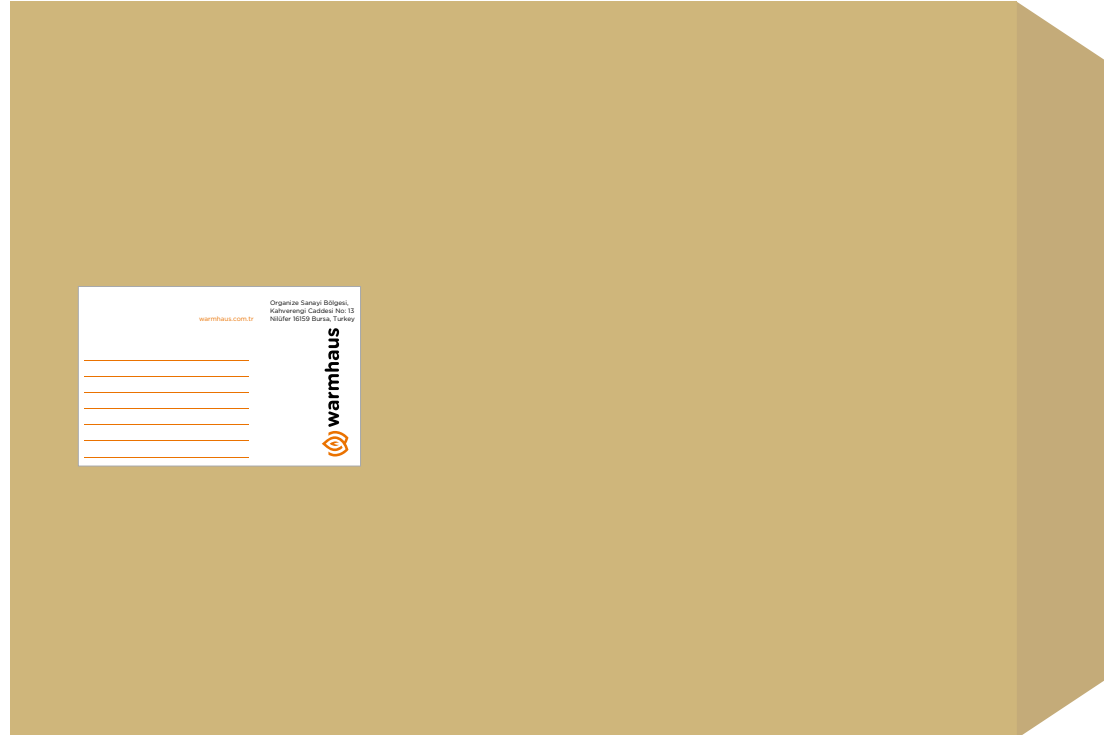 Organize Sanayi Bölgesi,
Kahverengi Caddesi No: 13
Nilüfer 16159 Bursa, Turkey
warmhaus.com.tr
warmhaus